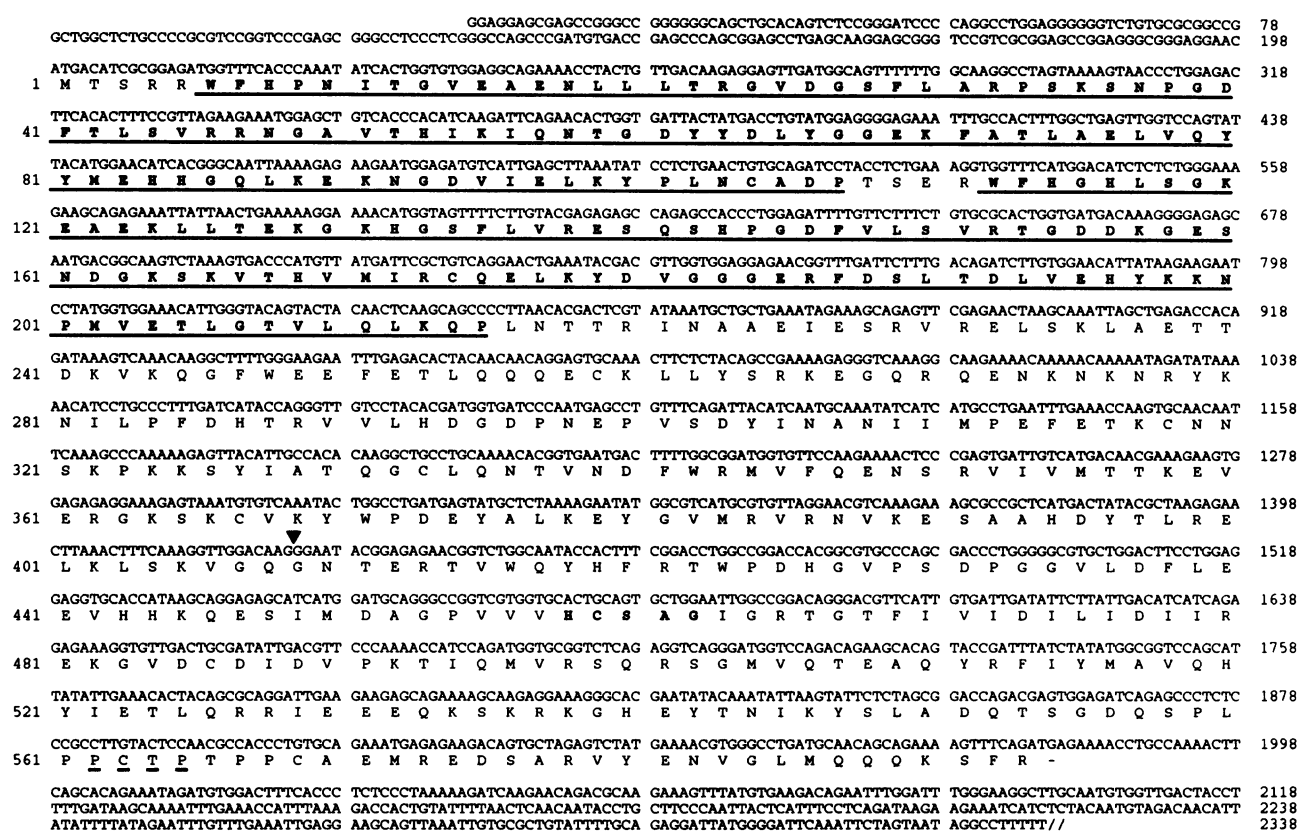 GGAGGAGCGAGCCGGGCC GGGGGGCAGCTGCACAGTCTCCGGGATCCCC CAGGCCTGGAGGGGGGTCTGTGCGCGGCCG 78
GCTGGCTCTGCCCCGCGTCCGGTCCCGAGC GGGCCTCCCTCGGGCCAGCCCGATGTGACC GAGCCCAGCGGAGCCTGAGCAAGGAGCGGG TCCGTCGCGGAGCCGGAGGGCGGGAGGAAC 198
ATGACATCGCGGAGATGGTTTCACCCAAAT ATCACTGGTGTGGAGGCAGAAAACCTACTG TTGACAAGAGGAGTTGATGGCAGTTTTTTG GCAAGGCCTAGTAAAAGTAACCCTGGAGAC 318
1 M T S R R W F H P N I T G V E A E N L L L T R G V D G S F L A R P S K S N P G D
TTCACACTTTCCGTTAGAAGAAATGGAGCT GTCACCCACATCAAGATTCAGAACACTGGT GATTACTATGACCTGTATGGAGGGGAGAAA TTTGCCACTTTGGCTGAGTTGGTCCAGTAT 438
41 F T L S V R R N G A V T H I K I Q N T G D Y Y D L Y G G E K F A T L A E L V Q Y
TACATGGAACATCACGGGCAATTAAAAGAG AAGAATGGAGATGTCATTGAGCTTAAATAT CCTCTGAACTGTGCAGATCCTACCTCTGAA AGGTGGTTTCATGGACATCTCTCTGGGAAA 558
81 Y M E H H G Q L K E K N G D V I E L K Y P L N C A D P T S E R W F H G H L S G K
GAAGCAGAGAAATTATTAACTGAAAAAGGA AAACATGGTAGTTTTCTTGTACGAGAGAGC CAGAGCCACCCTGGAGATTTTGTTCTTTCT GTGCGCACTGGTGATGACAAAGGGGAGAGC 678
121 E A E K L L T E K G K H G S F L V R E S Q S H P G D F V L S V R T G D D K G E S
AATGACGGCAAGTCTAAAGTGACCCATGTT ATGATTCGCTGTCAGGAACTGAAATACGAC GTTGGTGGAGGAGAACGGTTTGATTCTTTG ACAGATCTTGTGGAACATTATAAGAAGAAT 798
161 N D G K S K V T H V M I R C Q E L K Y D V G G G E R F D S L T D L V E H Y K K N
CCTATGGTGGAAACATTGGGTACAGTACTA CAACTCAAGCAGCCCCTTAACACGACTCGT ATAAATGCTGCTGAAATAGAAAGCAGAGTT CGAGAACTAAGCAAATTAGCTGAGACCACA 918
201 P M V E T L G T V L Q L K Q P L N T T R I N A A E I E S R V R E L S K L A E T T
GATAAAGTCAAACAAGGCTTTTGGGAAGAA TTTGAGACACTACAACAACAGGAGTGCAAA CTTCTCTACAGCCGAAAAGAGGGTCAAAGG CAAGAAAACAAAAACAAAAATAGATATAAA 1038
241 D K V K Q G F W E E F E T L Q Q Q E C K L L Y S R K E G Q R Q E N K N K N R Y K
AACATCCTGCCCTTTGATCATACCAGGGTT GTCCTACACGATGGTGATCCCAATGAGCCT GTTTCAGATTACATCAATGCAAATATCATC ATGCCTGAATTTGAAACCAAGTGCAACAAT 1158
281 N I L P F D H T R V V L H D G D P N E P V S D Y I N A N I I M P E F E T K C N N
TCAAAGCCCAAAAAGAGTTACATTGCCACA CAAGGCTGCCTGCAAAACACGGTGAATGAC TTTTGGCGGATGGTGTTCCAAGAAAACTCC CGAGTGATTGTCATGACAACGAAAGAAGTG 1278
321 S K P K K S Y I A T Q G C L Q N T V N D F W R M V F Q E N S R V I V M T T K E V
GAGAGAGGAAAGAGTAAATGTGTCAAATAC TGGCCTGATGAGTATGCTCTAAAAGAATAT GGCGTCATGCGTGTTAGGAACGTCAAAGAA AGCGCCGCTCATGACTATACGCTAAGAGAA 1398
361 E R G K S K C V K Y W P D E Y A L K E Y G V M R V R N V K E S A A H D Y T L R E
CTTAAACTTTCAAAGGTTGGACAAGGGAAT ACGGAGAGAACGGTCTGGCAATACCACTTT CGGACCTGGCCGGACCACGGCGTGCCCAGC GACCCTGGGGGCGTGCTGGACTTCCTGGAG 1518
401 L K L S K V G Q G N T E R T V W Q Y H F R T W P D H G V P S D P G G V L D F L E
GAGGTGCACCATAAGCAGGAGAGCATCATG GATGCAGGGCCGGTCGTGGTGCACTGCAGT GCTGGAATTGGCCGGACAGGGACGTTCATT GTGATTGATATTCTTATTGACATCATCAGA 1638
441 E V H H K Q E S I M D A G P V V V H C S A G I G R T G T F I V I D I L I D I I R
GAGAAAGGTGTTGACTGCGATATTGACGTT CCCAAAACCATCCAGATGGTGCGGTCTCAG AGGTCAGGGATGGTCCAGACAGAAGCACAG TACCGATTTATCTATATGGCGGTCCAGCAT 1758
481 E K G V D C D I D V P K T I Q M V R S Q R S G M V Q T E A Q Y R F I Y M A V Q H
TATATTGAAACACTACAGCGCAGGATTGAA GAAGAGCAGAAAAGCAAGAGGAAAGGGCAC GAATATACAAATATTAAGTATTCTCTAGCG GACCAGACGAGTGGAGATCAGAGCCCTCTC 1878
521 Y I E T L Q R R I E E E Q K S K R K G H E Y T N I K Y S L A D Q T S G D Q S P L
CCGCCTTGTACTCCAACGCCACCCTGTGCA GAAATGAGAGAAGACAGTGCTAGAGTCTAT GAAAACGTGGGCCTGATGCAACAGCAGAAA AGTTTCAGATGAGAAAACCTGCCAAAACTT 1998
561 P P C T P T P P C A E M R E D S A R V Y E N V G L M Q Q Q K S F R -
CAGCACAGAAATAGATGTGGACTTTCACCC TCTCCCTAAAAAGATCAAGAACAGACGCAA GAAAGTTTATGTGAAGACAGAATTTGGATT TGGAAGGCTTGCAATGTGGTTGACTACCT 2118
TTTGATAAGCAAAATTTGAAACCATTTAAA GACCACTGTATTTTAACTCAACAATACCTG CTTCCCAATTACTCATTTCCTCAGATAAGA AGAAATCATCTCTACAATGTAGACAACATT 2238
ATATTTTATAGAATTTGTTTGAAATTGAGG AAGCAGTTAAATTGTGCGCTGTATTTTGCA GAGGATTATGGGGATTCAAATTCTAGTAAT AGGCCTTTTT// 2338